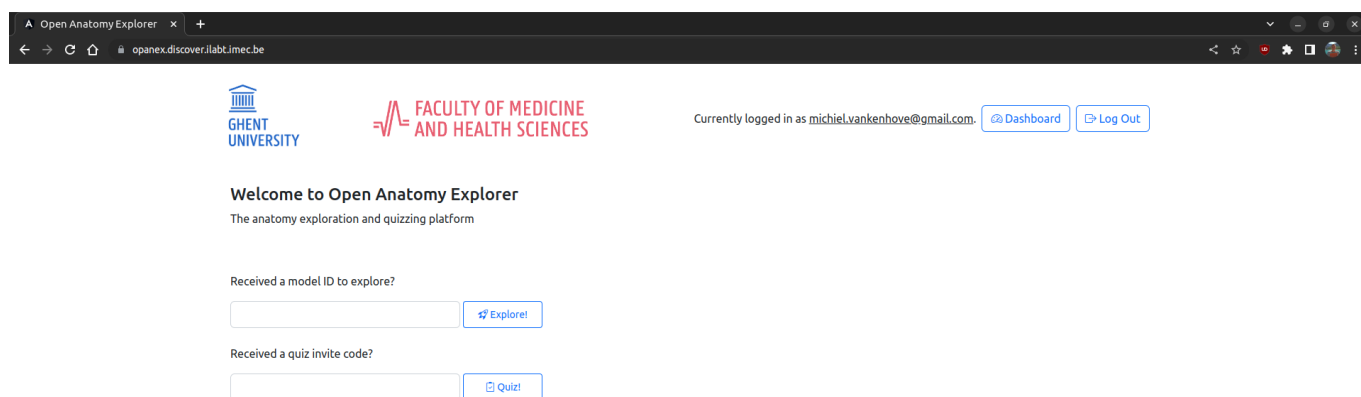 Open Anatomy Explorer
opanex.discover.ilabt.imec.be
GHENT
UNIVERSITY
FACULTY OF MEDICINE
AND HEALTH SCIENCES
Currently logged in as michiel.vankenhove@gmail.com. Dashboard Log Out
Welcome to Open Anatomy Explorer
The anatomy exploration and quizzing platform
Received a model ID to explore?
Explore!
Received a quiz invite code?
Quiz!